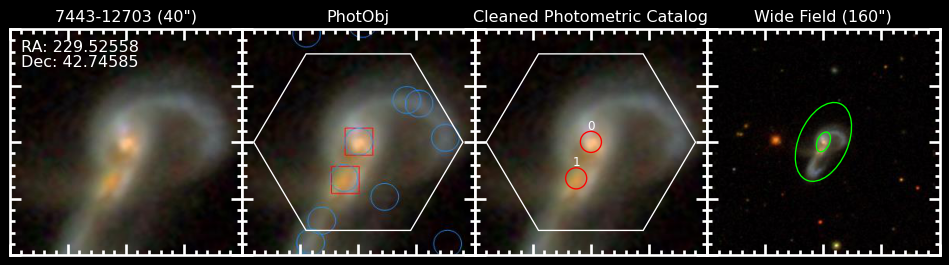 7443-12703 (40")
PhotObj
Cleaned Photometric Catalog
Wide Field (160")
RA: 229.52558
Dec: 42.74585
0
1